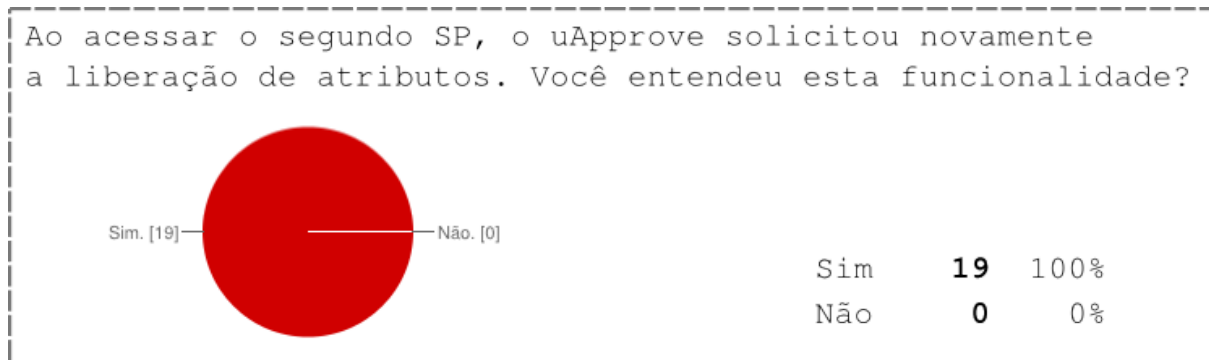 Ao acessar o segundo SP, o uApprove solicitou novamente
a liberação de atributos. Você entendeu esta funcionalidade?
Sim. [19]
Não. [0]
Sim 19 100%
Não 0 0%